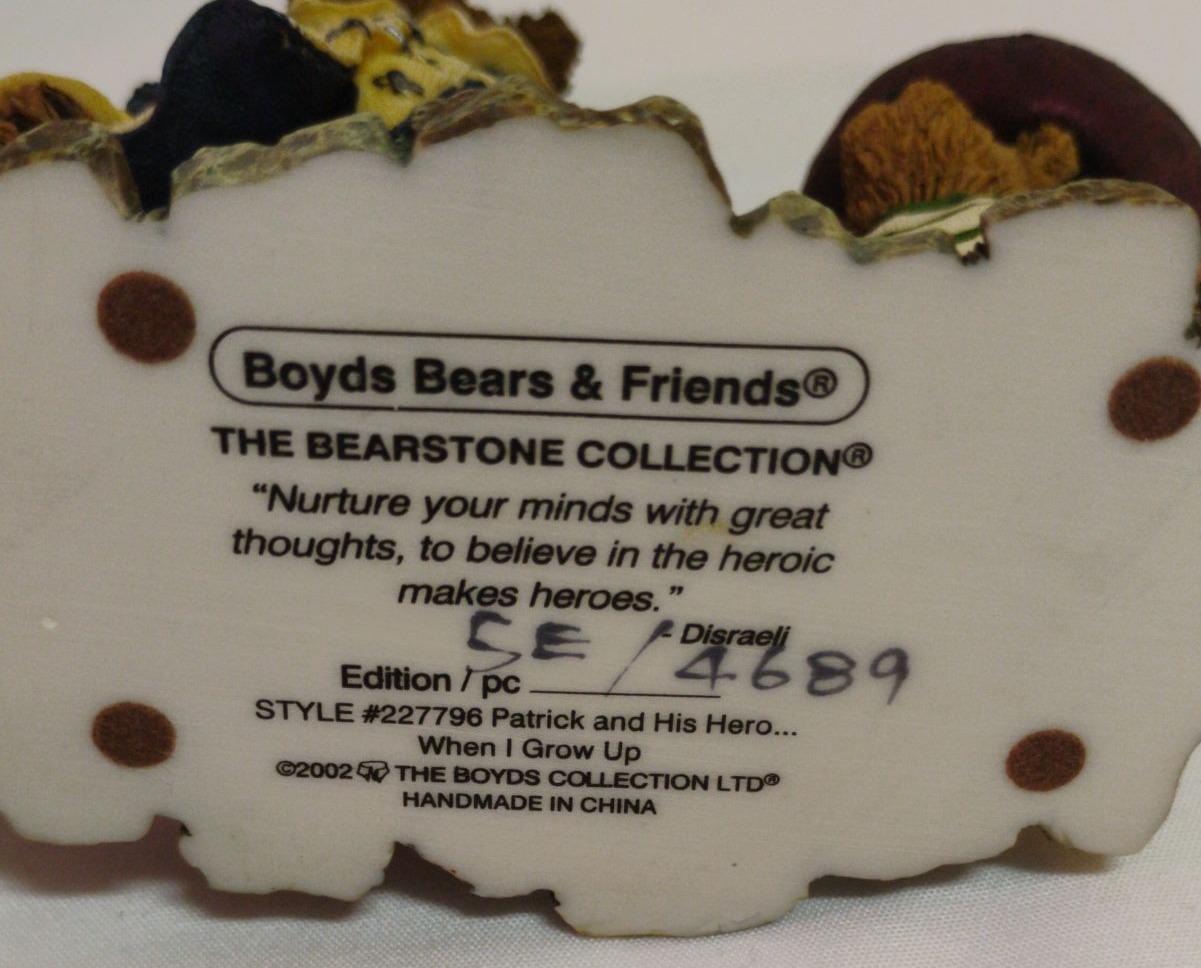 Boyds Bears & Friends®
THE BEARSTONE COLLECTION®
"Nurture your minds with great
thoughts, to believe in the heroic
makes heroes."
- Disraeli
Edition / pc 5E / 4689
STYLE #227796 Patrick and His Hero...
When I Grow Up
©2002 THE BOYDS COLLECTION LTD®
HANDMADE IN CHINA